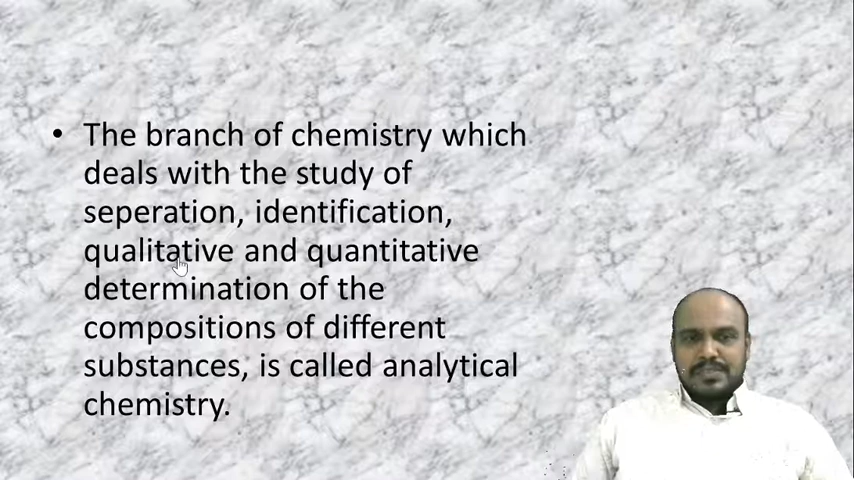 • The branch of chemistry which
deals with the study of
seperation, identification,
qualitative and quantitative
determination of the
compositions of different
substances, is called analytical
chemistry.